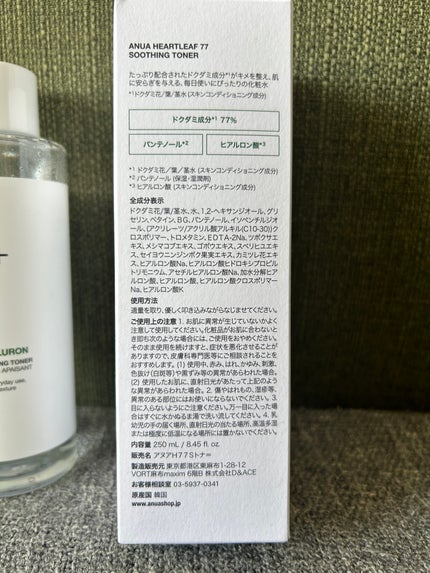 ANUA HEARTLEAF 77
SOOTHING TONER
たっぷり配合されたドクダミ成分*¹がキメを整え、肌
に安らぎを与える、毎日使いにぴったりの化粧水
*¹ドクダミ花/葉/茎水 (スキンコンディショニング成分)
ドクダミ成分*¹ 77%
パンテノール*²
ヒアルロン酸*³
*¹ ドクダミ花/葉/茎水 (スキンコンディショニング成分)
*² パンテノール (保湿・湿潤剤)
*³ ヒアルロン酸 (スキンコンディショニング成分)
全成分表示
ドクダミ花/葉/茎水、水、1,2-ヘキサンジオール、グリ
セリン、ベタイン、BG、パンテノール、イソペンチルジ
オール、(アクリレーツ/アクリル酸アルキル(C10-30))ク
ロスポリマー、トロメタミン、EDTA-2Na、ツボクサエ
キス、メシマコブエキス、ゴボウエキス、スベリヒユエキ
ス、セイヨウニンジンボク果実エキス、カミツレ花エキ
ス、ヒアルロン酸Na、ヒアルロン酸ヒドロキシプロピル
トリモニウム、アセチルヒアルロン酸Na、加水分解ヒア
ルロン酸、ヒアルロン酸、ヒアルロン酸クロスポリマー
Na、ヒアルロン酸K
使用方法
適量を取り、優しく叩き込みながらなじませてください。
ご使用上の注意 1. お肌に異常が生じていないかよく
注意して使用してください。化粧品がお肌に合わないと
き即ち次のような場合には、ご使用をおやめください。
そのまま使用を続けますと、症状を悪化させることが
ありますので、皮膚科専門医等にご相談されることを
おすすめします。(1) 使用中、赤み、はれ、かゆみ、刺激、
色抜け(白斑等)や黒ずみ等の異常があらわれた場合。
(2) 使用したお肌に、直射日光があたって上記のよう
な異常があらわれた場合。2. 傷やはれもの、湿疹等、
異常のある部位にはお使いにならないでください。3.
目に入らないようにご注意ください。万一目に入った場
合はすぐに水かぬるま湯で洗い流してください。4. 乳
幼児の手の届く場所、直射日光の当たる場所、高温多湿
または極度に低温になる場所には置かないでください。
容量 250 mL / 8.45 fl. oz.
販売名 アヌアH77Sトナー
製造販売元 東京都港区東麻布1-28-12
VORT麻布maxim 6階B 株式会社D&ACE
お客様相談室 03-5937-0341
原産国 韓国
www.anuashop.jp
LURON
NG TONER
APAISANT
yday use.
xture